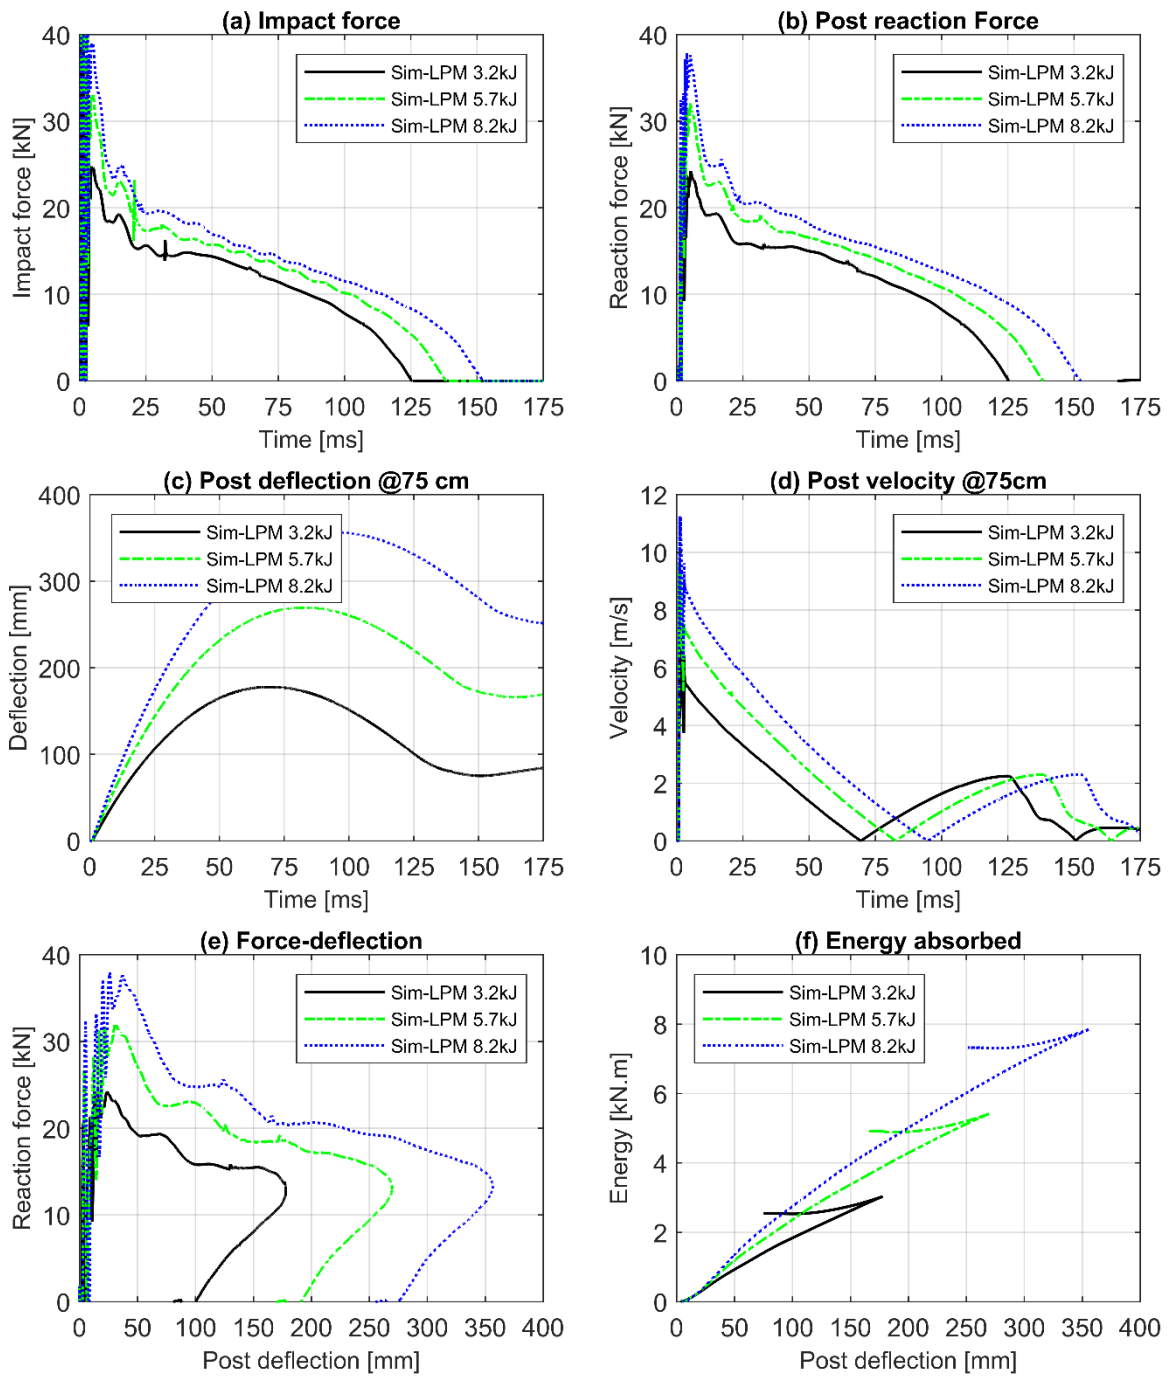 (a) Impact force
Impact force [kN]
40
30
20
10
0
Sim-LPM 3.2kJ
Sim-LPM 5.7kJ
Sim-LPM 8.2kJ
0 25 50 75 100 125 150 175
Time [ms]
(b) Post reaction Force
Reaction force [kN]
40
30
20
10
0
Sim-LPM 3.2kJ
Sim-LPM 5.7kJ
Sim-LPM 8.2kJ
0 25 50 75 100 125 150 175
Time [ms]
(c) Post deflection @75 cm
Deflection [mm]
400
300
200
100
0
Sim-LPM 3.2kJ
Sim-LPM 5.7kJ
Sim-LPM 8.2kJ
0 25 50 75 100 125 150 175
Time [ms]
(d) Post velocity @75cm
Velocity [m/s]
12
10
8
6
4
2
0
Sim-LPM 3.2kJ
Sim-LPM 5.7kJ
Sim-LPM 8.2kJ
0 25 50 75 100 125 150 175
Time [ms]
(e) Force-deflection
Reaction force [kN]
40
30
20
10
0
Sim-LPM 3.2kJ
Sim-LPM 5.7kJ
Sim-LPM 8.2kJ
0 50 100 150 200 250 300 350 400
Post deflection [mm]
(f) Energy absorbed
Energy [kN.m]
10
8
6
4
2
0
Sim-LPM 3.2kJ
Sim-LPM 5.7kJ
Sim-LPM 8.2kJ
0 50 100 150 200 250 300 350 400
Post deflection [mm]